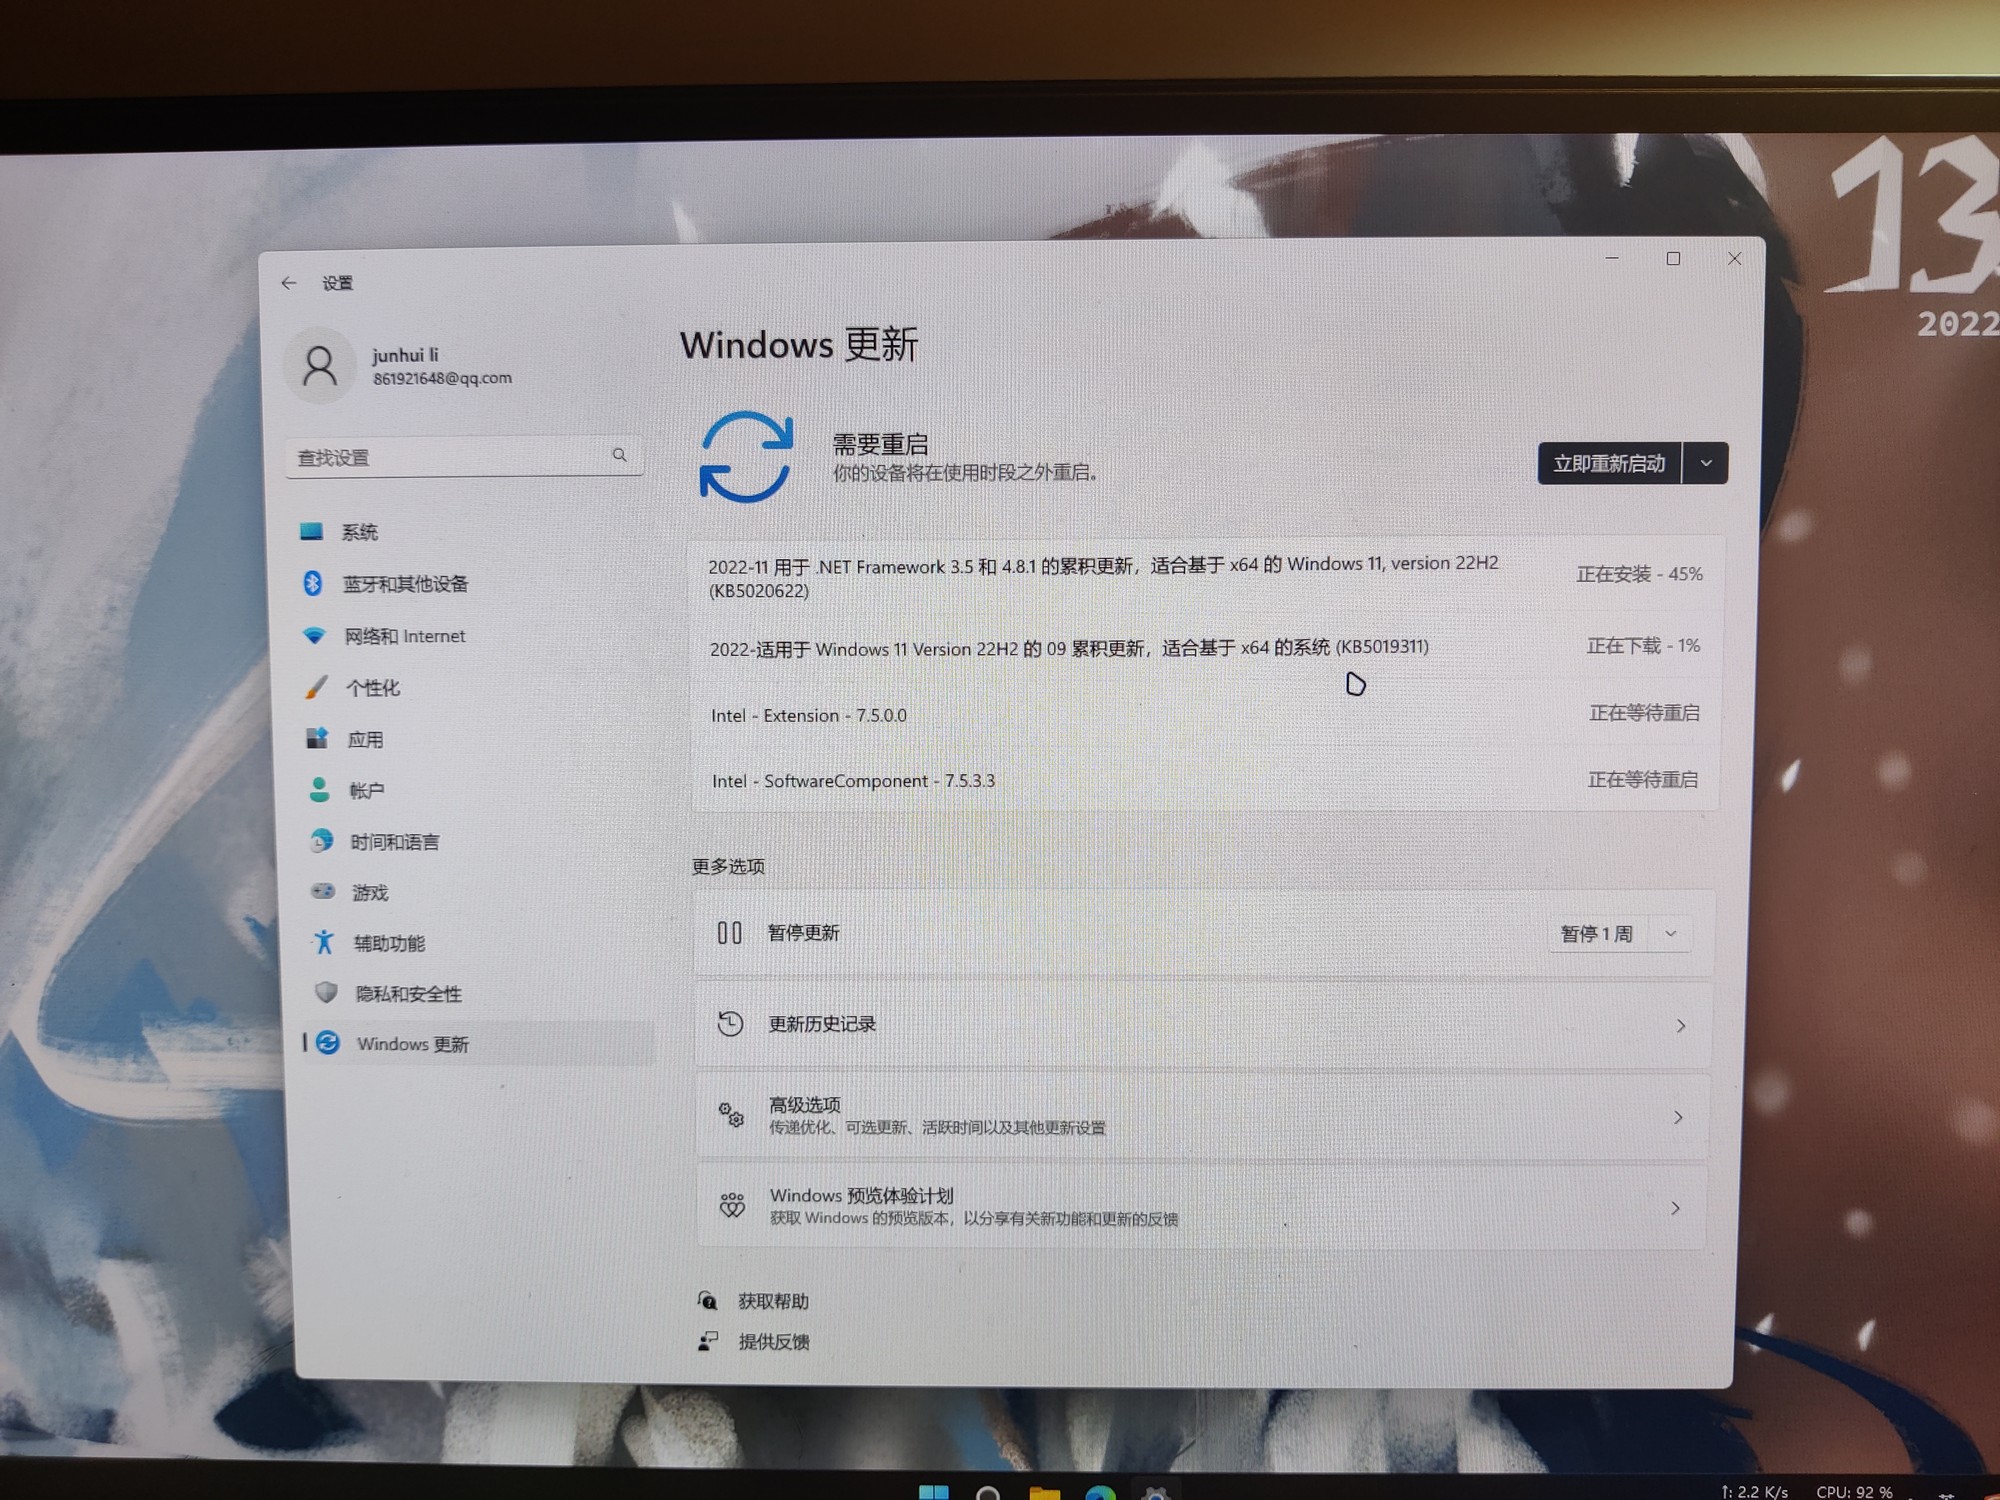 13
2022
设置
junhui li
861921648@qq.com
查找设置
系统
蓝牙和其他设备
网络和 Internet
个性化
应用
帐户
时间和语言
游戏
辅助功能
隐私和安全性
Windows 更新
Windows 更新
需要重启
你的设备将在使用时段之外重启。
立即重新启动
2022-11 用于 .NET Framework 3.5 和 4.8.1 的累积更新，适合基于 x64 的 Windows 11, version 22H2
(KB5020622)
正在安装 - 45%
2022-适用于 Windows 11 Version 22H2 的 09 累积更新，适合基于 x64 的系统 (KB5019311)
正在下载 - 1%
Intel - Extension - 7.5.0.0
正在等待重启
Intel - SoftwareComponent - 7.5.3.3
正在等待重启
更多选项
暂停更新
暂停 1 周
更新历史记录
高级选项
传递优化、可选更新、活跃时间以及其他更新设置
Windows 预览体验计划
获取 Windows 的预览版本，以分享有关新功能和更新的反馈
获取帮助
提供反馈
↑: 2.2 K/s
CPU: 92 %